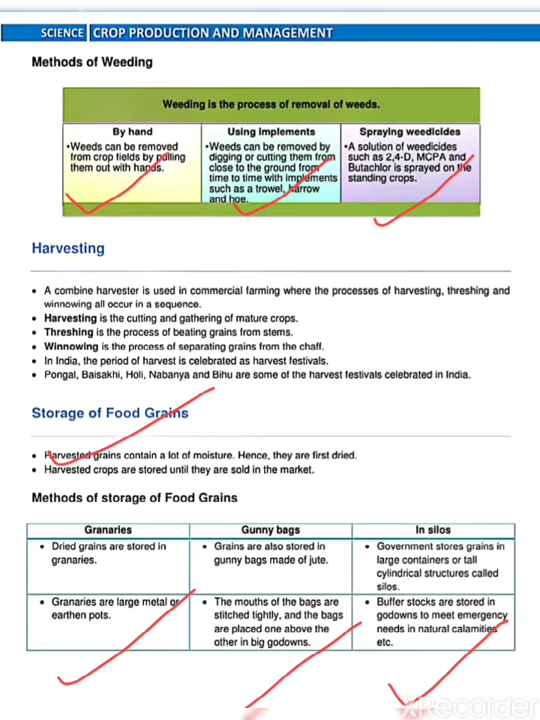 SCIENCE CROP PRODUCTION AND MANAGEMENT
Methods of Weeding
Weeding is the process of removal of weeds.
By hand
•Weeds can be removed
from crop fields by pulling
them out with hands.
Using implements
•Weeds can be removed by
digging or cutting them from
close to the ground from
time to time with implements
such as a trowel, harrow
and hoe.
Spraying weedicides
•A solution of weedicides
such as 2,4-D, MCPA and
Butachlor is sprayed on the
standing crops.
Harvesting
• A combine harvester is used in commercial farming where the processes of harvesting, threshing and
winnowing all occur in a sequence.
• Harvesting is the cutting and gathering of mature crops.
• Threshing is the process of beating grains from stems.
• Winnowing is the process of separating grains from the chaff.
• In India, the period of harvest is celebrated as harvest festivals.
• Pongal, Baisakhi, Holi, Nabanya and Bihu are some of the harvest festivals celebrated in India.
Storage of Food Grains
• Harvested grains contain a lot of moisture. Hence, they are first dried.
• Harvested crops are stored until they are sold in the market.
Methods of storage of Food Grains
Granaries
Gunny bags
In silos
• Dried grains are stored in
granaries.
• Grains are also stored in
gunny bags made of jute.
• Government stores grains in
large containers or tall
cylindrical structures called
silos.
• Granaries are large metal or
earthen pots.
• The mouths of the bags are
stitched tightly, and the bags
are placed one above the
other in big godowns.
• Buffer stocks are stored in
godowns to meet emergency
needs in natural calamities
etc.
XRecorder